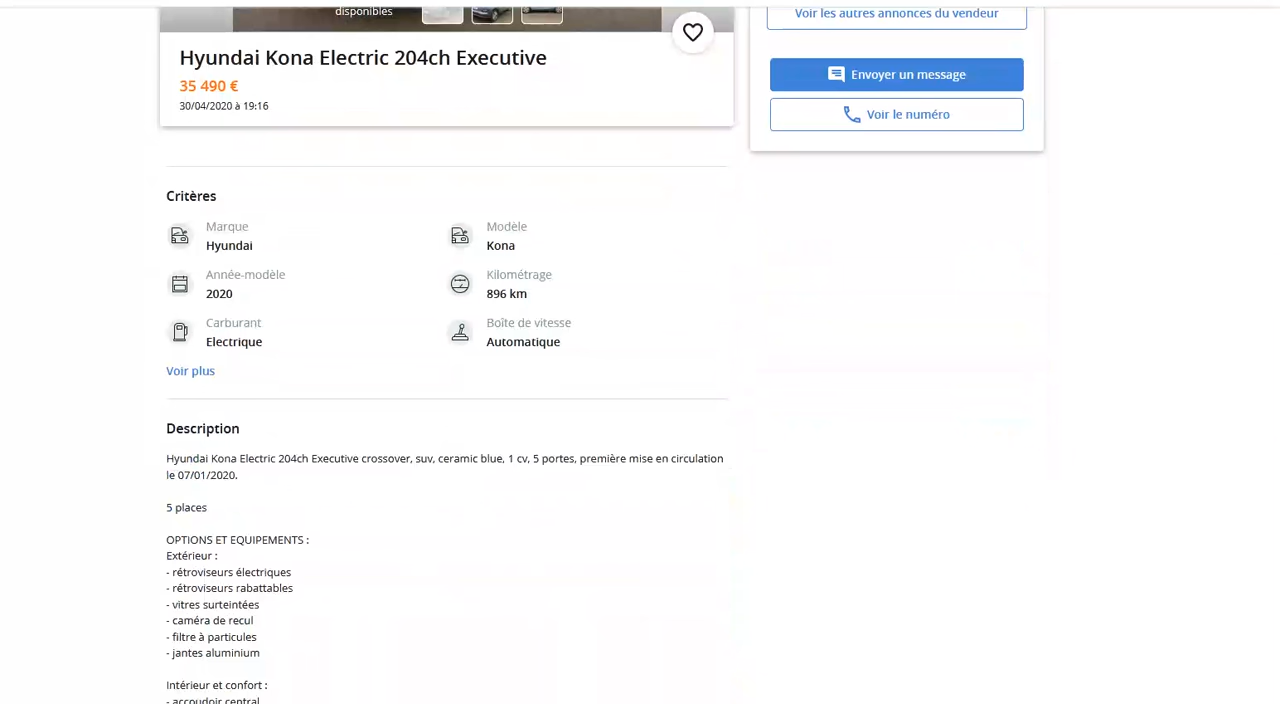 disponibles
Voir les autres annonces du vendeur
Hyundai Kona Electric 204ch Executive
35 490 €
30/04/2020 à 19:16
Envoyer un message
Voir le numéro
Critères
Marque
Hyundai
Modèle
Kona
Année-modèle
2020
Kilométrage
896 km
Carburant
Electrique
Boîte de vitesse
Automatique
Voir plus
Description
Hyundai Kona Electric 204ch Executive crossover, suv, ceramic blue, 1 cv, 5 portes, première mise en circulation
le 07/01/2020.
5 places
OPTIONS ET EQUIPEMENTS :
Extérieur :
- rétroviseurs électriques
- rétroviseurs rabattables
- vitres surteintées
- caméra de recul
- filtre à particules
- jantes aluminium
Intérieur et confort :
- accoudoir central